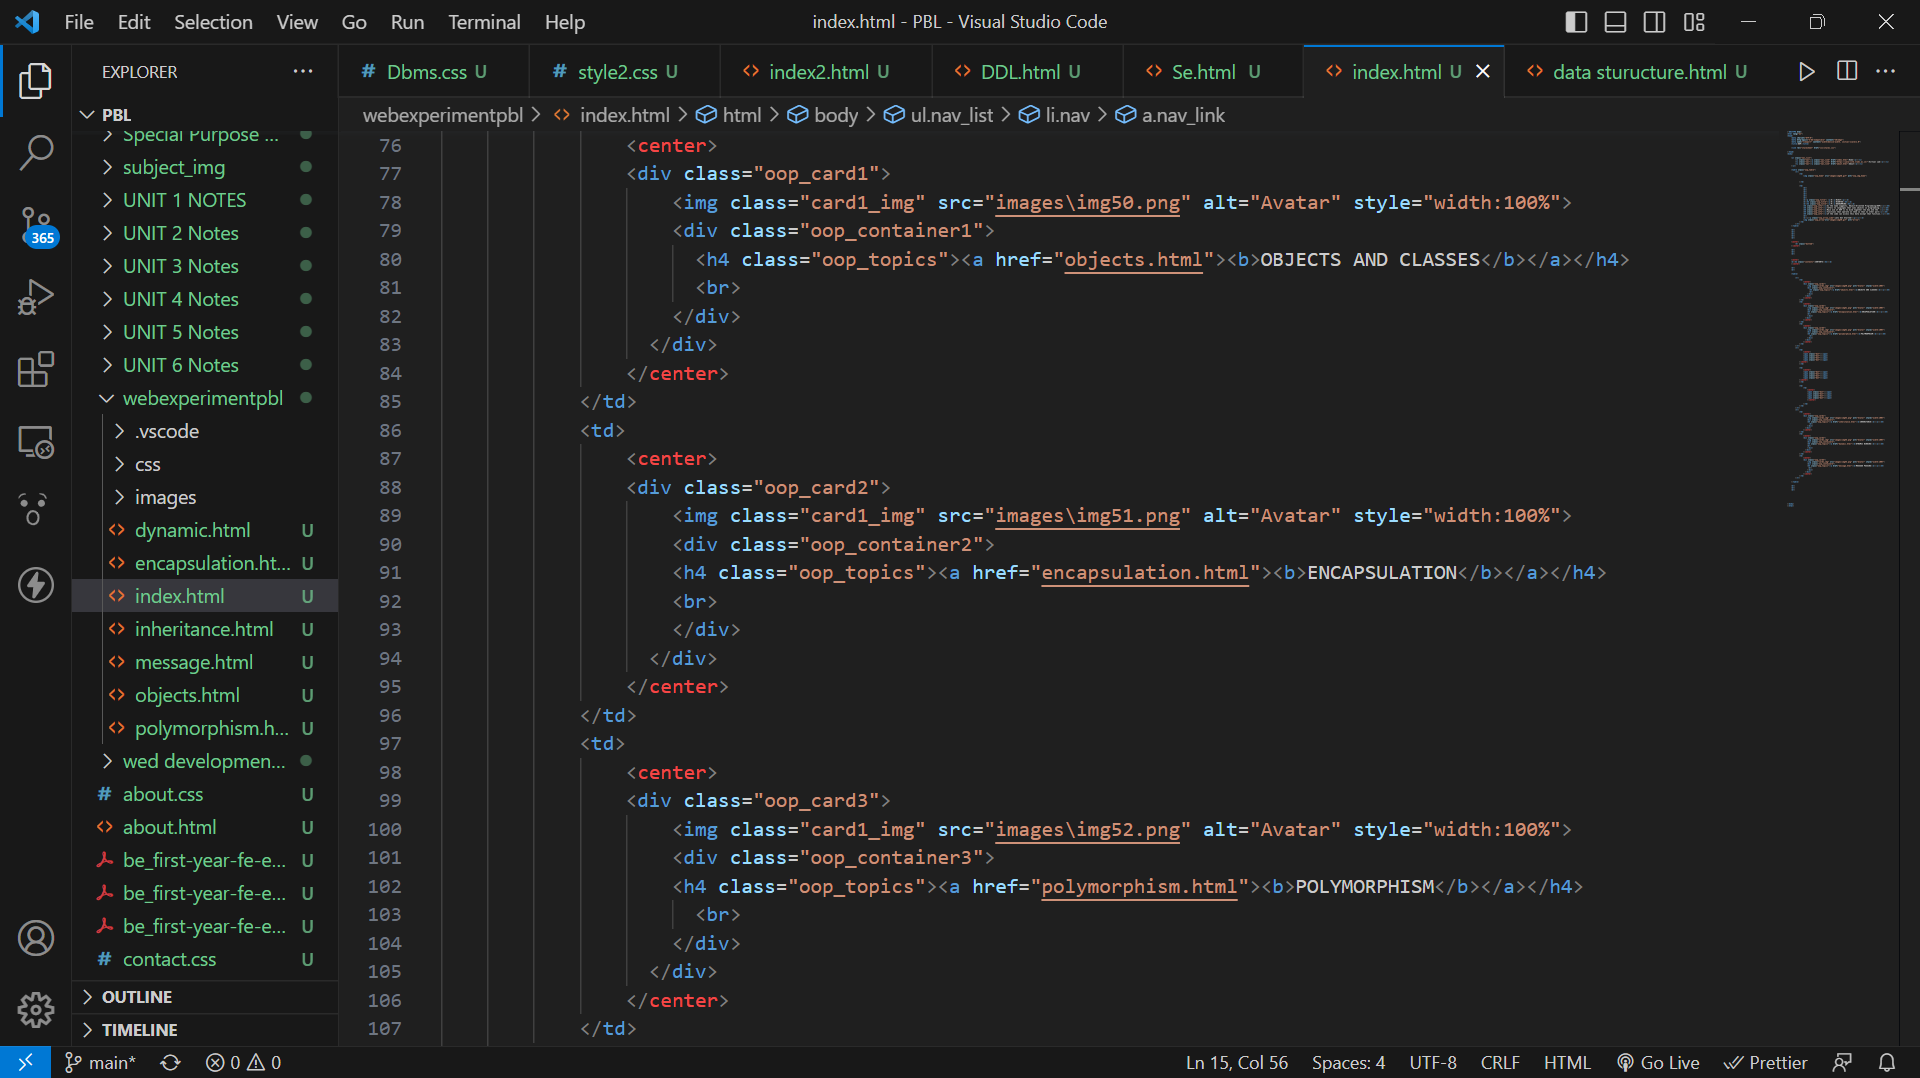 File Edit Selection View Go Run Terminal Help
index.html - PBL - Visual Studio Code
EXPLORER
# Dbms.css U
# style2.css U
<> index2.html U
<> DDL.html U
<> Se.html U
<> index.html U
<> data sturucture.html U
webexperimentpbl > <> index.html > html > body > ul.nav_list > li.nav > a.nav_link
PBL
Special Purpose ...
subject_img
UNIT 1 NOTES
UNIT 2 Notes
365
UNIT 3 Notes
UNIT 4 Notes
UNIT 5 Notes
UNIT 6 Notes
webexperimentpbl
.vscode
css
images
<> dynamic.html U
<> encapsulation.ht... U
<> index.html U
<> inheritance.html U
<> message.html U
<> objects.html U
<> polymorphism.h... U
wed developmen...
# about.css U
<> about.html U
be_first-year-fe-e... U
be_first-year-fe-e... U
be_first-year-fe-e... U
# contact.css U
OUTLINE
TIMELINE
76 <center>
77 <div class="oop_card1">
78 <img class="card1_img" src="images\img50.png" alt="Avatar" style="width:100%">
79 <div class="oop_container1">
80 <h4 class="oop_topics"><a href="objects.html"><b>OBJECTS AND CLASSES</b></a></h4>
81 <br>
82 </div>
83 </div>
84 </center>
85 </td>
86 <td>
87 <center>
88 <div class="oop_card2">
89 <img class="card1_img" src="images\img51.png" alt="Avatar" style="width:100%">
90 <div class="oop_container2">
91 <h4 class="oop_topics"><a href="encapsulation.html"><b>ENCAPSULATION</b></a></h4>
92 <br>
93 </div>
94 </div>
95 </center>
96 </td>
97 <td>
98 <center>
99 <div class="oop_card3">
100 <img class="card1_img" src="images\img52.png" alt="Avatar" style="width:100%">
101 <div class="oop_container3">
102 <h4 class="oop_topics"><a href="polymorphism.html"><b>POLYMORPHISM</b></a></h4>
103 <br>
104 </div>
105 </div>
106 </center>
107 </td>
main* 0 0 Ln 15, Col 56 Spaces: 4 UTF-8 CRLF HTML Go Live Prettier